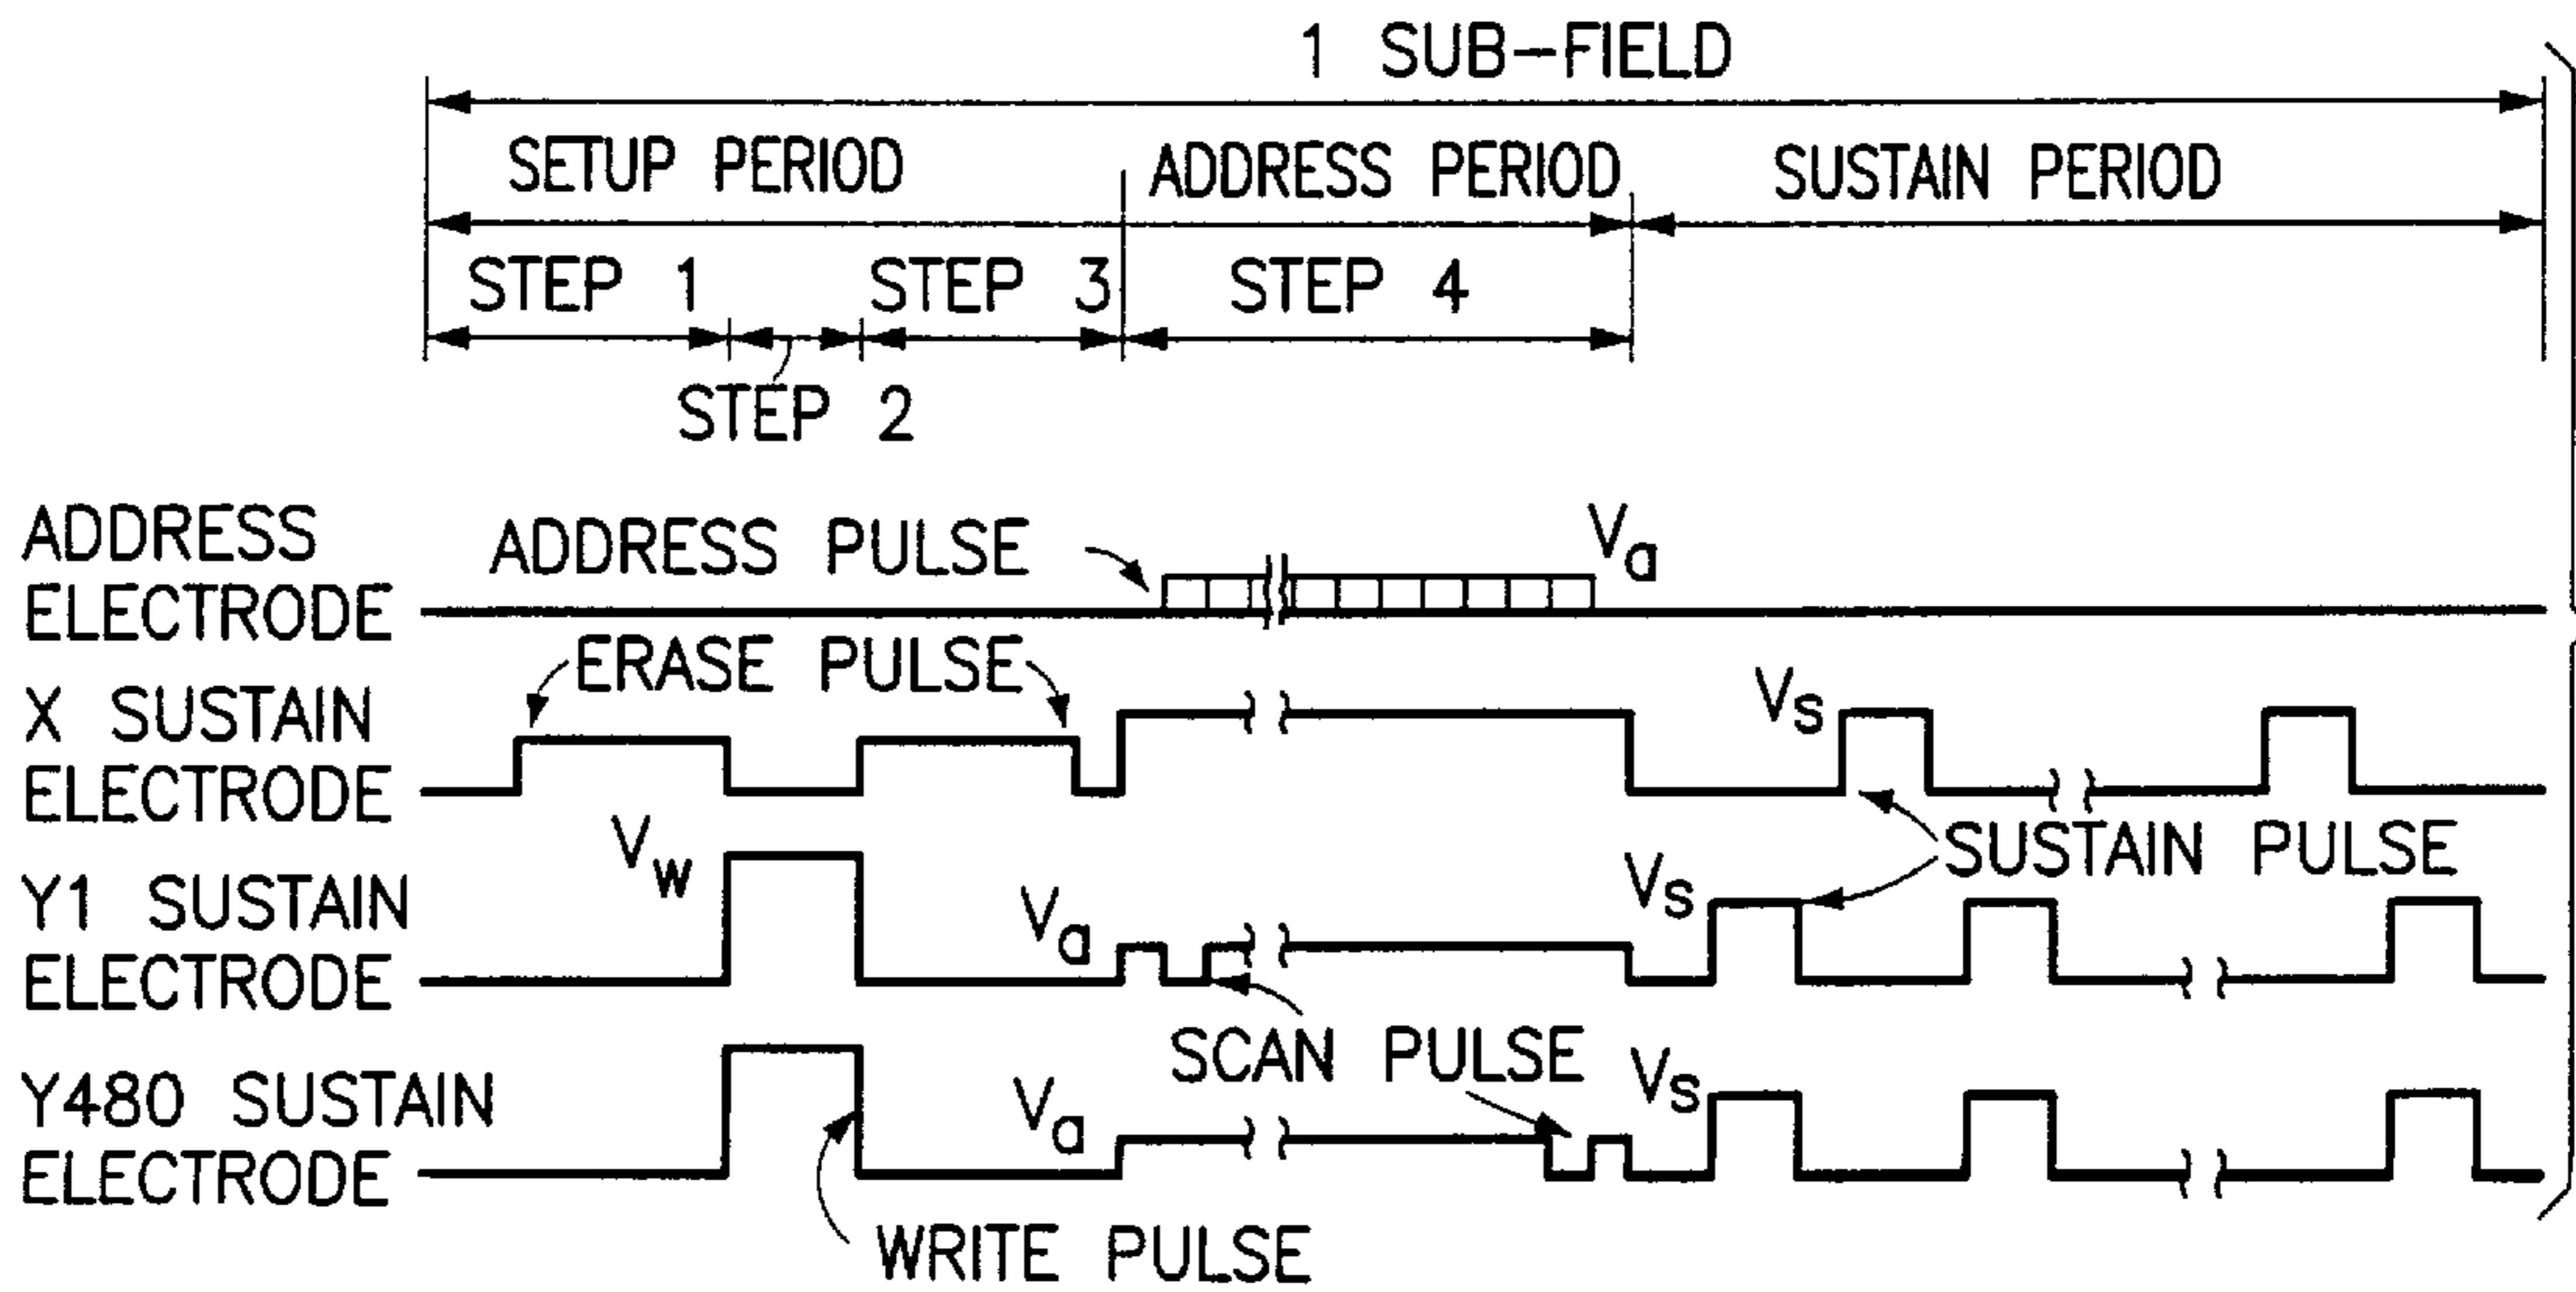 1 SUB-FIELD
SETUP PERIOD ADDRESS PERIOD SUSTAIN PERIOD
STEP 1 STEP 3 STEP 4
STEP 2
ADDRESS
ELECTRODE
ADDRESS PULSE
Va
ERASE PULSE
X SUSTAIN
ELECTRODE
Vs
SUSTAIN PULSE
Vw
Y1 SUSTAIN
ELECTRODE
Va
Vs
SCAN PULSE
Y480 SUSTAIN
ELECTRODE
Va
Vs
WRITE PULSE